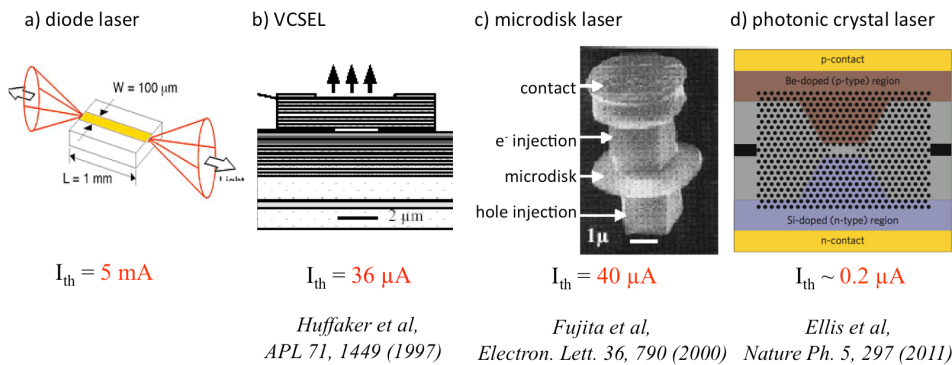 a) diode laser
W = 100 μm
L = 1 mm
I_th = 5 mA
b) VCSEL
2 μm
I_th = 36 μA
Huffaker et al,
APL 71, 1449 (1997)
c) microdisk laser
contact
e⁻ injection
microdisk
hole injection
1μ
I_th = 40 μA
Fujita et al,
Electron. Lett. 36, 790 (2000)
d) photonic crystal laser
p-contact
Be-doped (p-type) region
Si-doped (n-type) region
n-contact
I_th ~ 0.2 μA
Ellis et al,
Nature Ph. 5, 297 (2011)